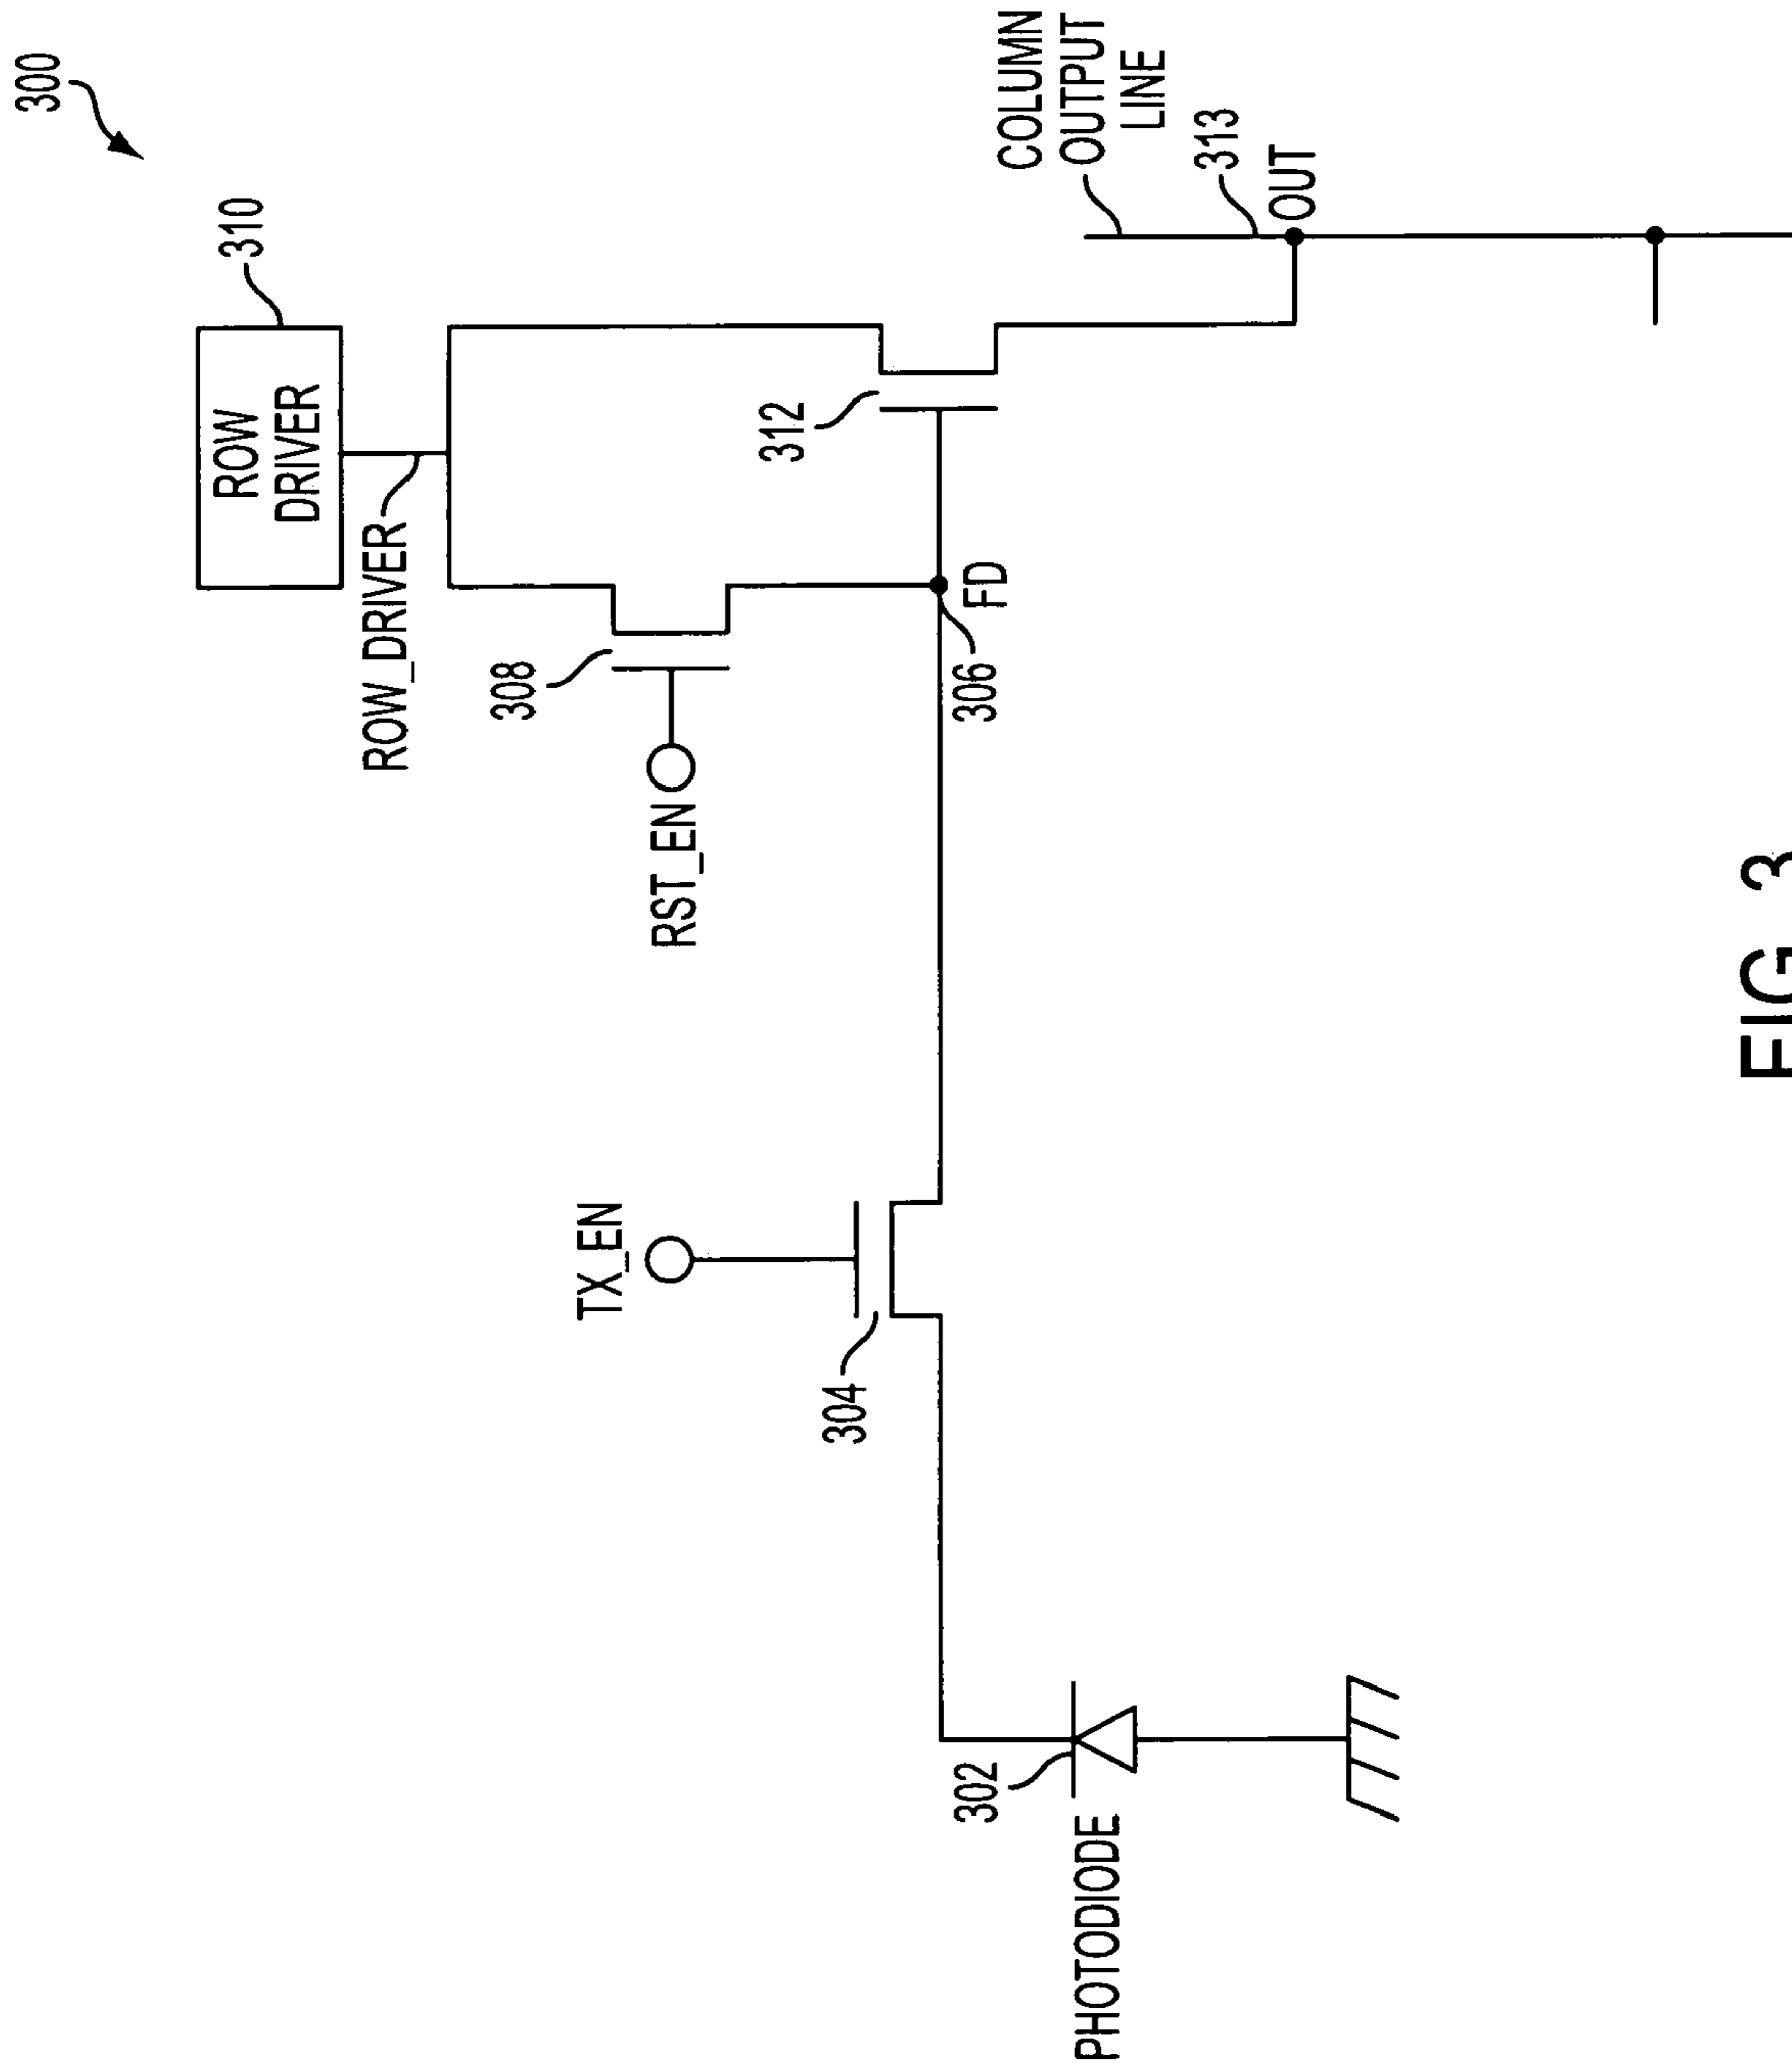 300
310
ROW
DRIVER
ROW_DRIVER
COLUMN
OUTPUT
LINE
313
OUT
308
RST_EN
312
306
FD
TX_EN
304
302
PHOTODIODE
FIG. 3